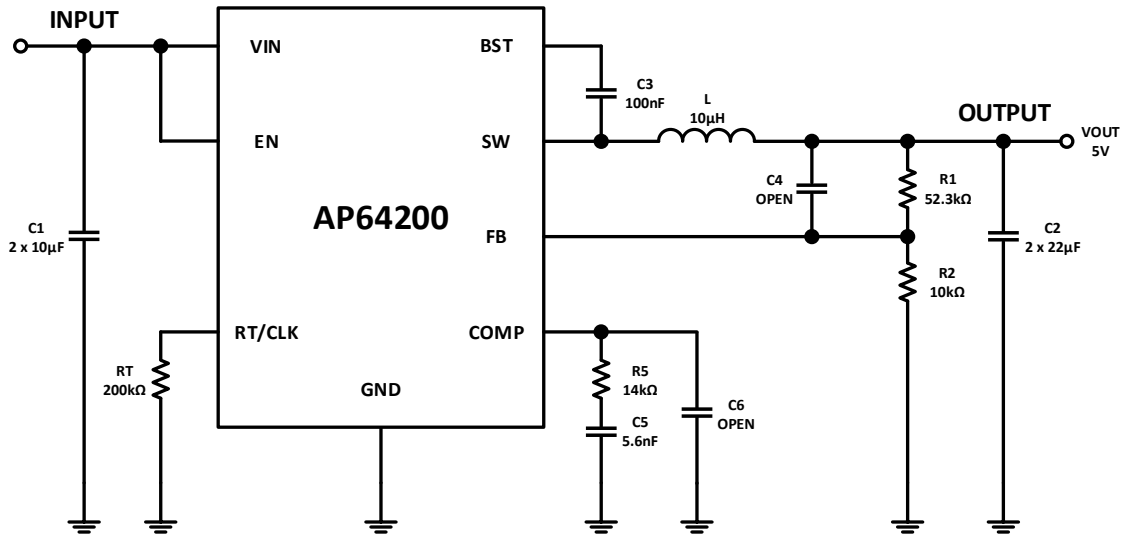 INPUT
VIN
BST
C3
100nF
L
10µH
OUTPUT
VOUT
5V
EN
SW
C4
OPEN
R1
52.3kΩ
AP64200
C1
2 x 10µF
FB
C2
2 x 22µF
R2
10kΩ
RT/CLK
COMP
RT
200kΩ
R5
14kΩ
GND
C6
OPEN
C5
5.6nF